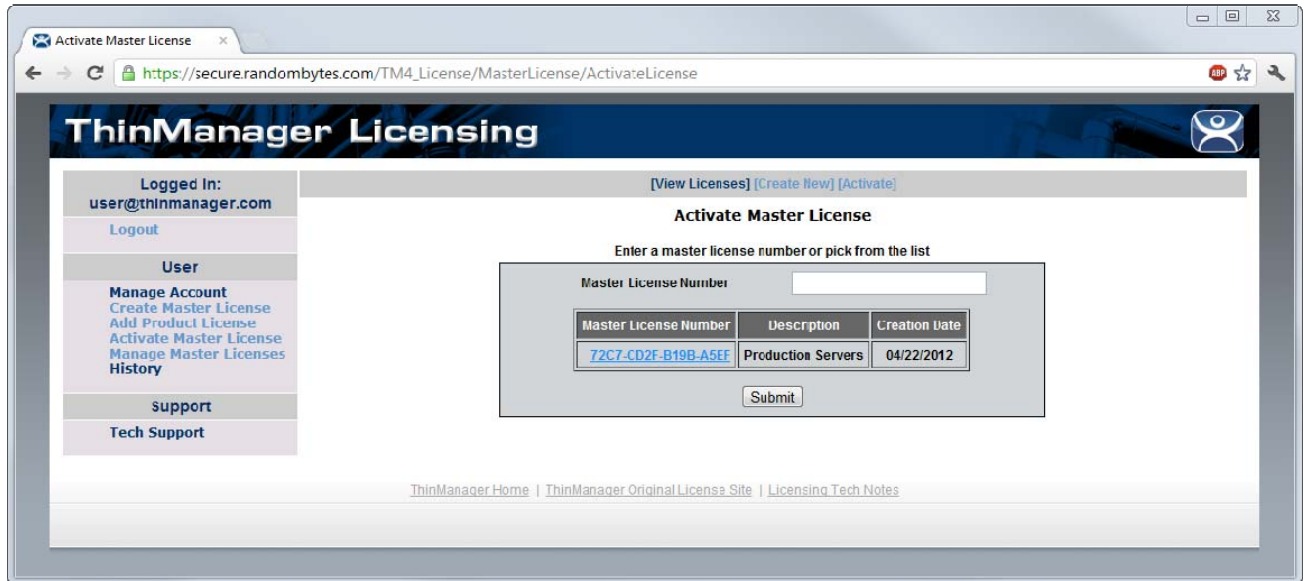 Activate Master License
https://secure.randombytes.com/TM4_License/MasterLicense/ActivateLicense
ABP
ThinManager Licensing
Logged In:
user@thinmanager.com
Logout
User
Manage Account
Create Master License
Add Product License
Activate Master License
Manage Master Licenses
History
Support
Tech Support
[View Licenses] [Create New] [Activate]
Activate Master License
Enter a master license number or pick from the list
Master License Number
Master License Number Description Creation Date
72C7-CD2F-B19B-A5EF Production Servers 04/22/2012
Submit
ThinManager Home | ThinManager Original License Site | Licensing Tech Notes